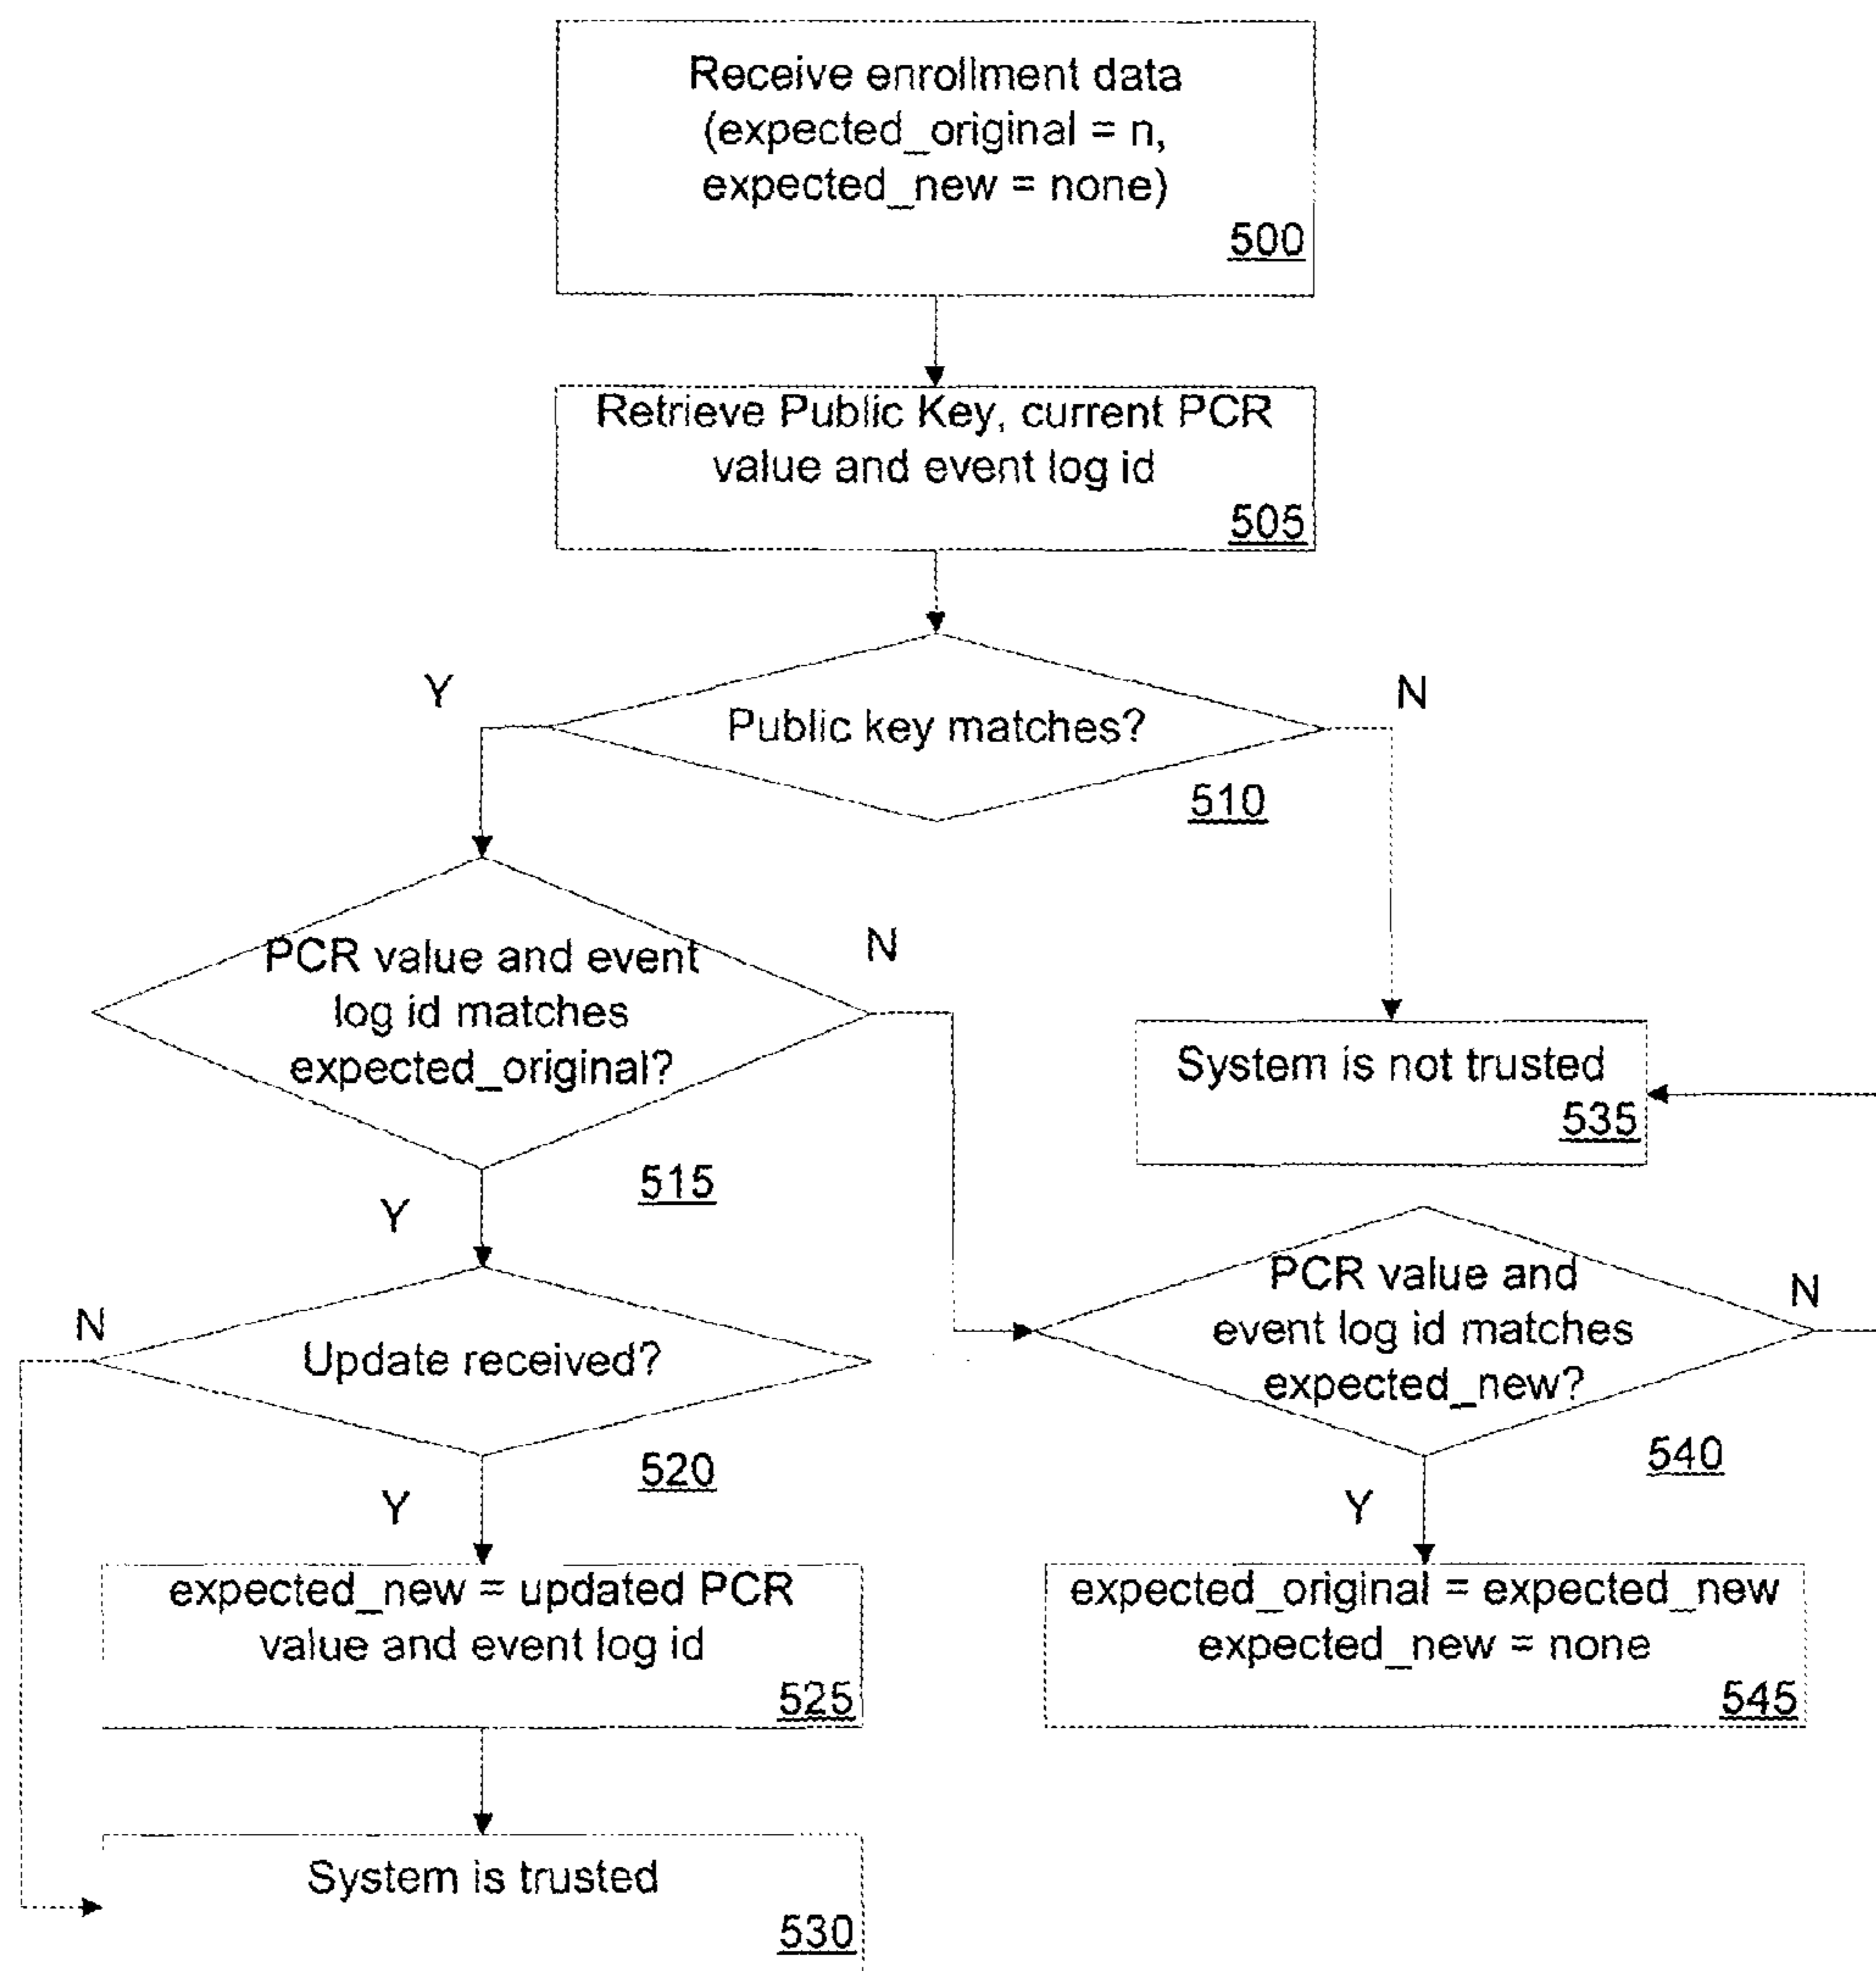 Receive enrollment data
(expected_original = n,
expected_new = none)
500
Retrieve Public Key, current PCR
value and event log id
505
Y
N
Public key matches?
510
PCR value and event
log id matches
expected_original?
N
515
Y
System is not trusted
535
N
Update received?
520
Y
PCR value and
event log id matches
expected_new?
N
540
Y
expected_new = updated PCR
value and event log id
525
expected_original = expected_new
expected_new = none
545
System is trusted
530